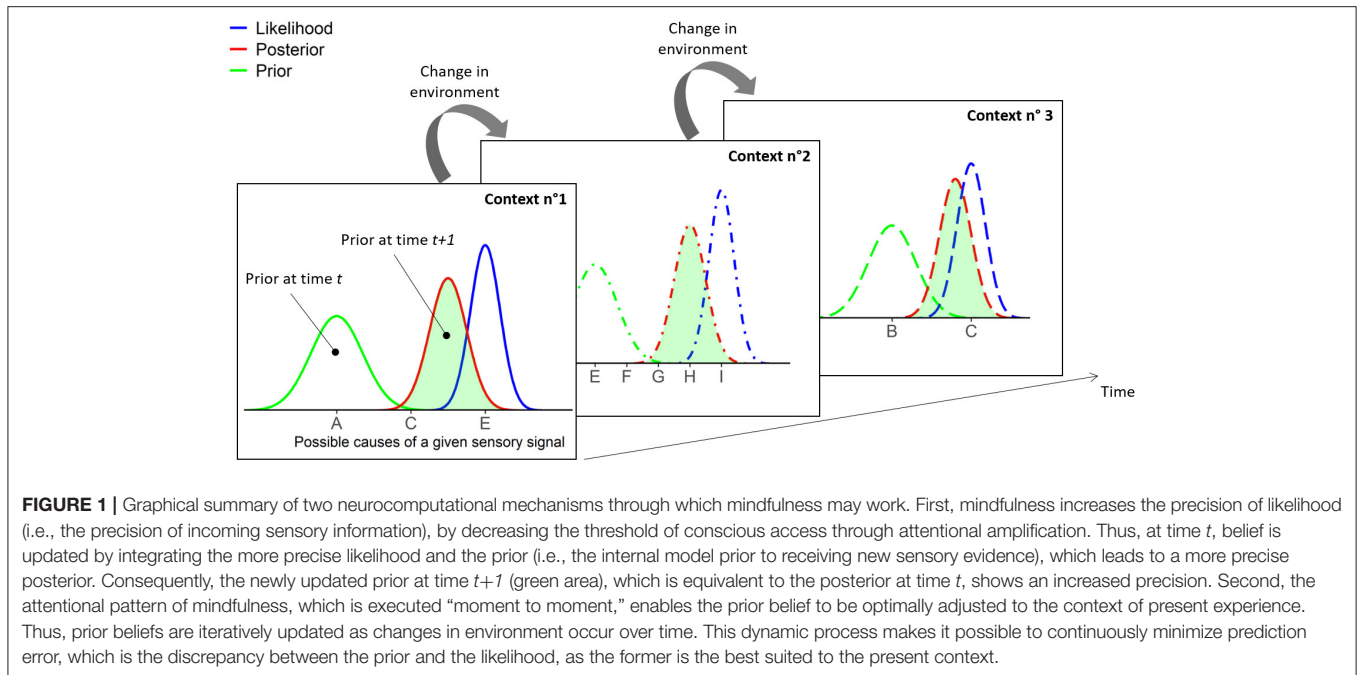 Likelihood
Posterior
Prior
Change in
environment
Change in
environment
Context n° 3
Context n°2
Context n°1
Prior at time t+1
Prior at time t
A C E
Possible causes of a given sensory signal
E F G H I
B C
Time
FIGURE 1 | Graphical summary of two neurocomputational mechanisms through which mindfulness may work. First, mindfulness increases the precision of likelihood
(i.e., the precision of incoming sensory information), by decreasing the threshold of conscious access through attentional amplification. Thus, at time t, belief is
updated by integrating the more precise likelihood and the prior (i.e., the internal model prior to receiving new sensory evidence), which leads to a more precise
posterior. Consequently, the newly updated prior at time t+1 (green area), which is equivalent to the posterior at time t, shows an increased precision. Second, the
attentional pattern of mindfulness, which is executed “moment to moment,” enables the prior belief to be optimally adjusted to the context of present experience.
Thus, prior beliefs are iteratively updated as changes in environment occur over time. This dynamic process makes it possible to continuously minimize prediction
error, which is the discrepancy between the prior and the likelihood, as the former is the best suited to the present context.